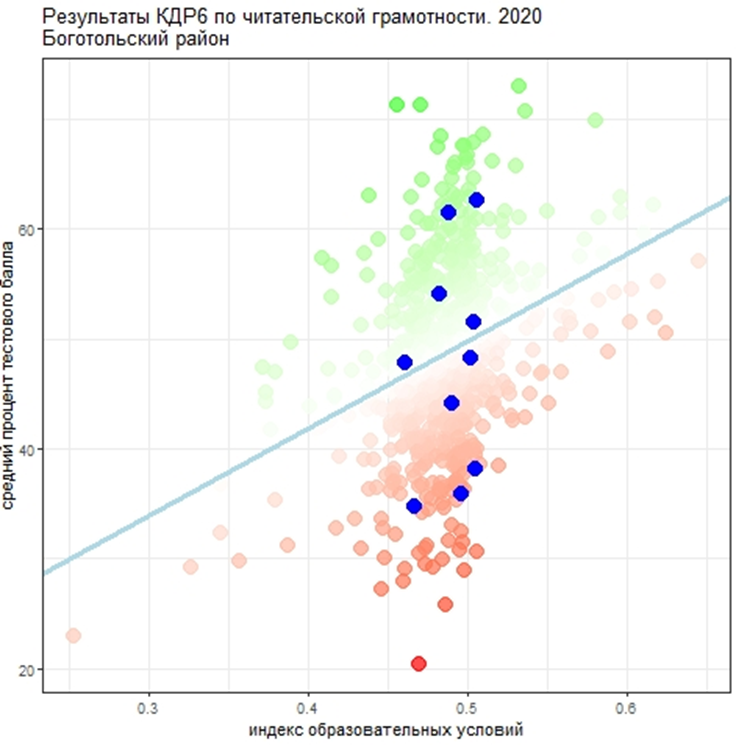 Результаты КДР6 по читательской грамотности. 2020
Боготольский район
средний процент тестового балла
60
40
20
0.3
0.4
0.5
0.6
индекс образовательных условий